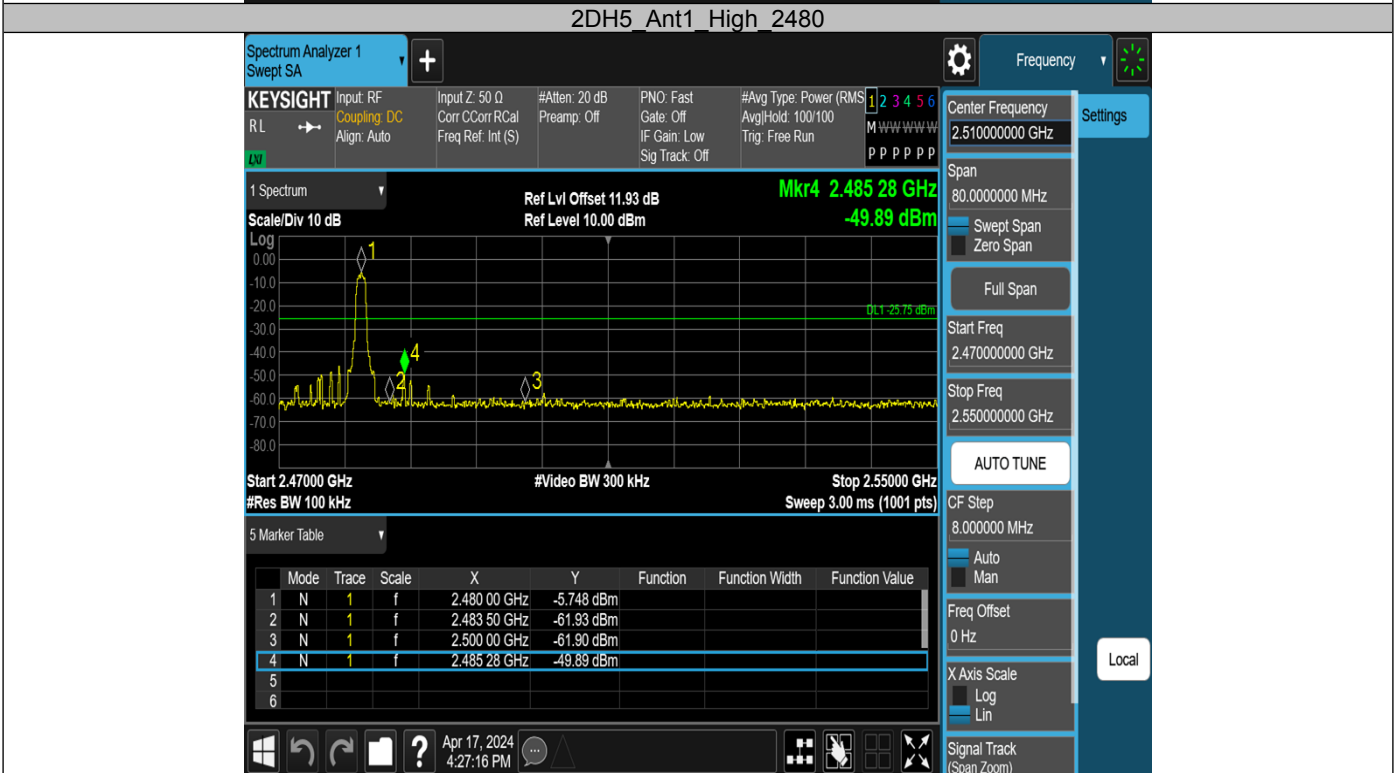 2DH5_Ant1_High_2480
Spectrum Analyzer 1
Swept SA
+
Frequency
KEYSIGHT
RL
LXI
Input: RF
Coupling: DC
Align: Auto
Input Z: 50 Ω
Corr CCorr RCal
Freq Ref: Int (S)
#Atten: 20 dB
Preamp: Off
PNO: Fast
Gate: Off
IF Gain: Low
Sig Track: Off
#Avg Type: Power (RMS
Avg|Hold: 100/100
Trig: Free Run
1 2 3 4 5 6
M W W W W W
P P P P P P
Center Frequency
2.510000000 GHz
Settings
Span
80.0000000 MHz
Swept Span
Zero Span
Full Span
Start Freq
2.470000000 GHz
Stop Freq
2.550000000 GHz
AUTO TUNE
CF Step
8.000000 MHz
Auto
Man
Freq Offset
0 Hz
X Axis Scale
Log
Lin
Signal Track
(Span Zoom)
Local
1 Spectrum
Scale/Div 10 dB
Ref Lvl Offset 11.93 dB
Ref Level 10.00 dBm
Mkr4 2.485 28 GHz
-49.89 dBm
Log
0.00
-10.0
-20.0
-30.0
-40.0
-50.0
-60.0
-70.0
-80.0
1
DL1 -25.75 dBm
4
2
3
Start 2.47000 GHz
#Video BW 300 kHz
Stop 2.55000 GHz
#Res BW 100 kHz
Sweep 3.00 ms (1001 pts)
5 Marker Table
Mode Trace Scale X Y Function Function Width Function Value
1 N 1 f 2.480 00 GHz -5.748 dBm
2 N 1 f 2.483 50 GHz -61.93 dBm
3 N 1 f 2.500 00 GHz -61.90 dBm
4 N 1 f 2.485 28 GHz -49.89 dBm
5
6
?
Apr 17, 2024
4:27:16 PM